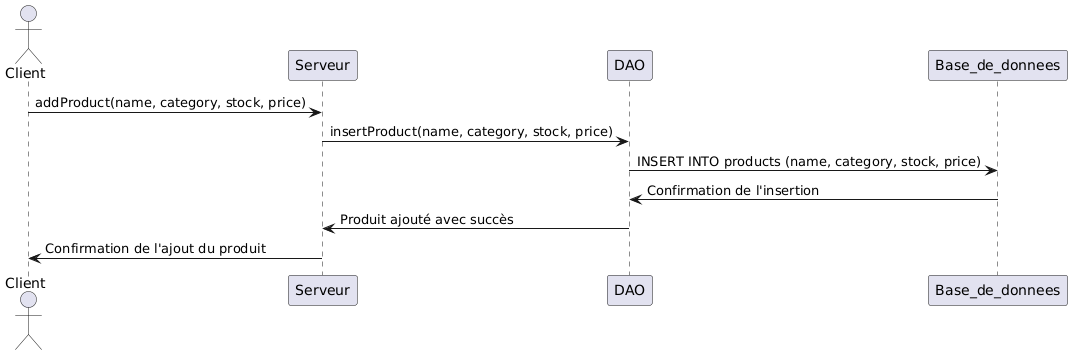 Client
Serveur
DAO
Base_de_donnees
addProduct(name, category, stock, price)
insertProduct(name, category, stock, price)
INSERT INTO products (name, category, stock, price)
Confirmation de l'insertion
Produit ajouté avec succès
Confirmation de l'ajout du produit
Client
Serveur
DAO
Base_de_donnees